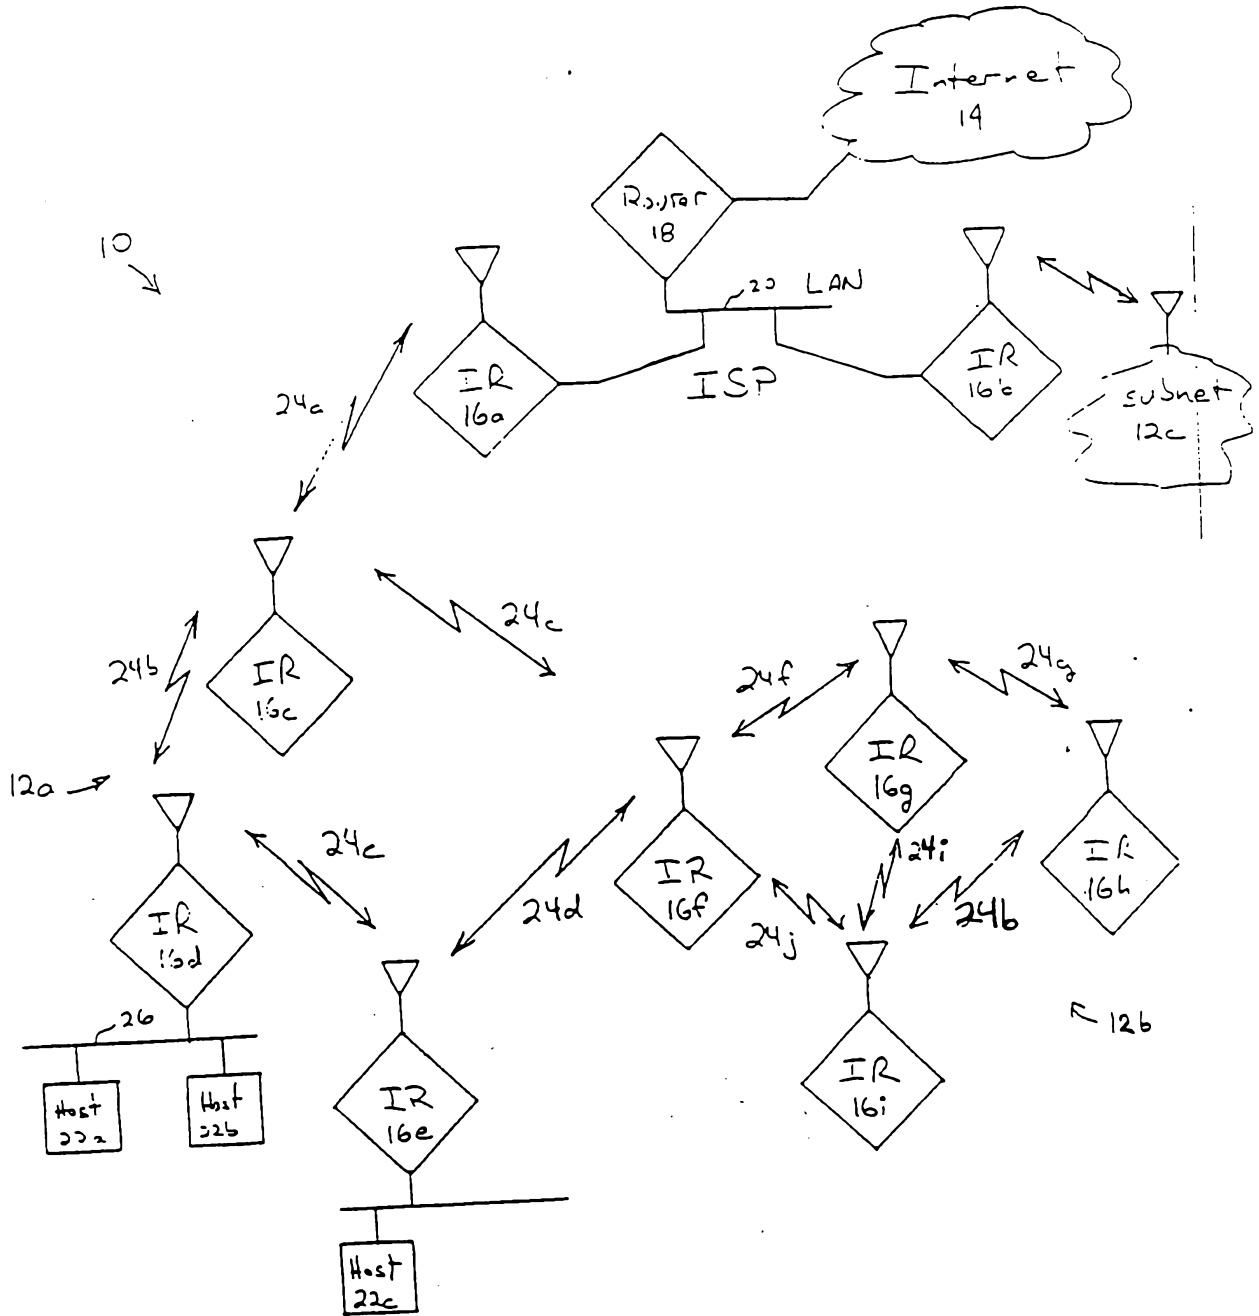 Internet
14
Router
18
10
20
LAN
IR
16a
ISP
IR
16b
subnet
12c
24a
24c
24b
IR
16c
24f
24g
12a
IR
16g
24e
IR
16d
24d
IR
16f
24i
24j
24b
IR
16h
26
12b
Host
22a
Host
22b
IR
16e
IR
16i
Host
22c